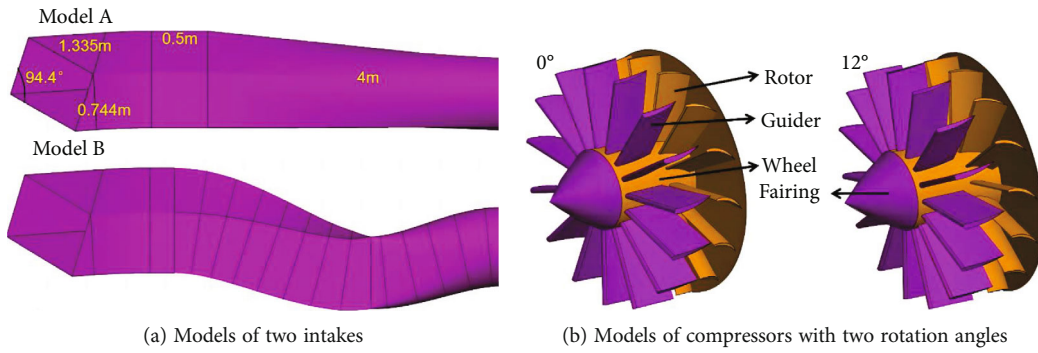 Model A
1.335m
0.5m
94.4°
4m
0.744m
Model B
(a) Models of two intakes
0°
12°
Rotor
Guider
Wheel
Fairing
(b) Models of compressors with two rotation angles